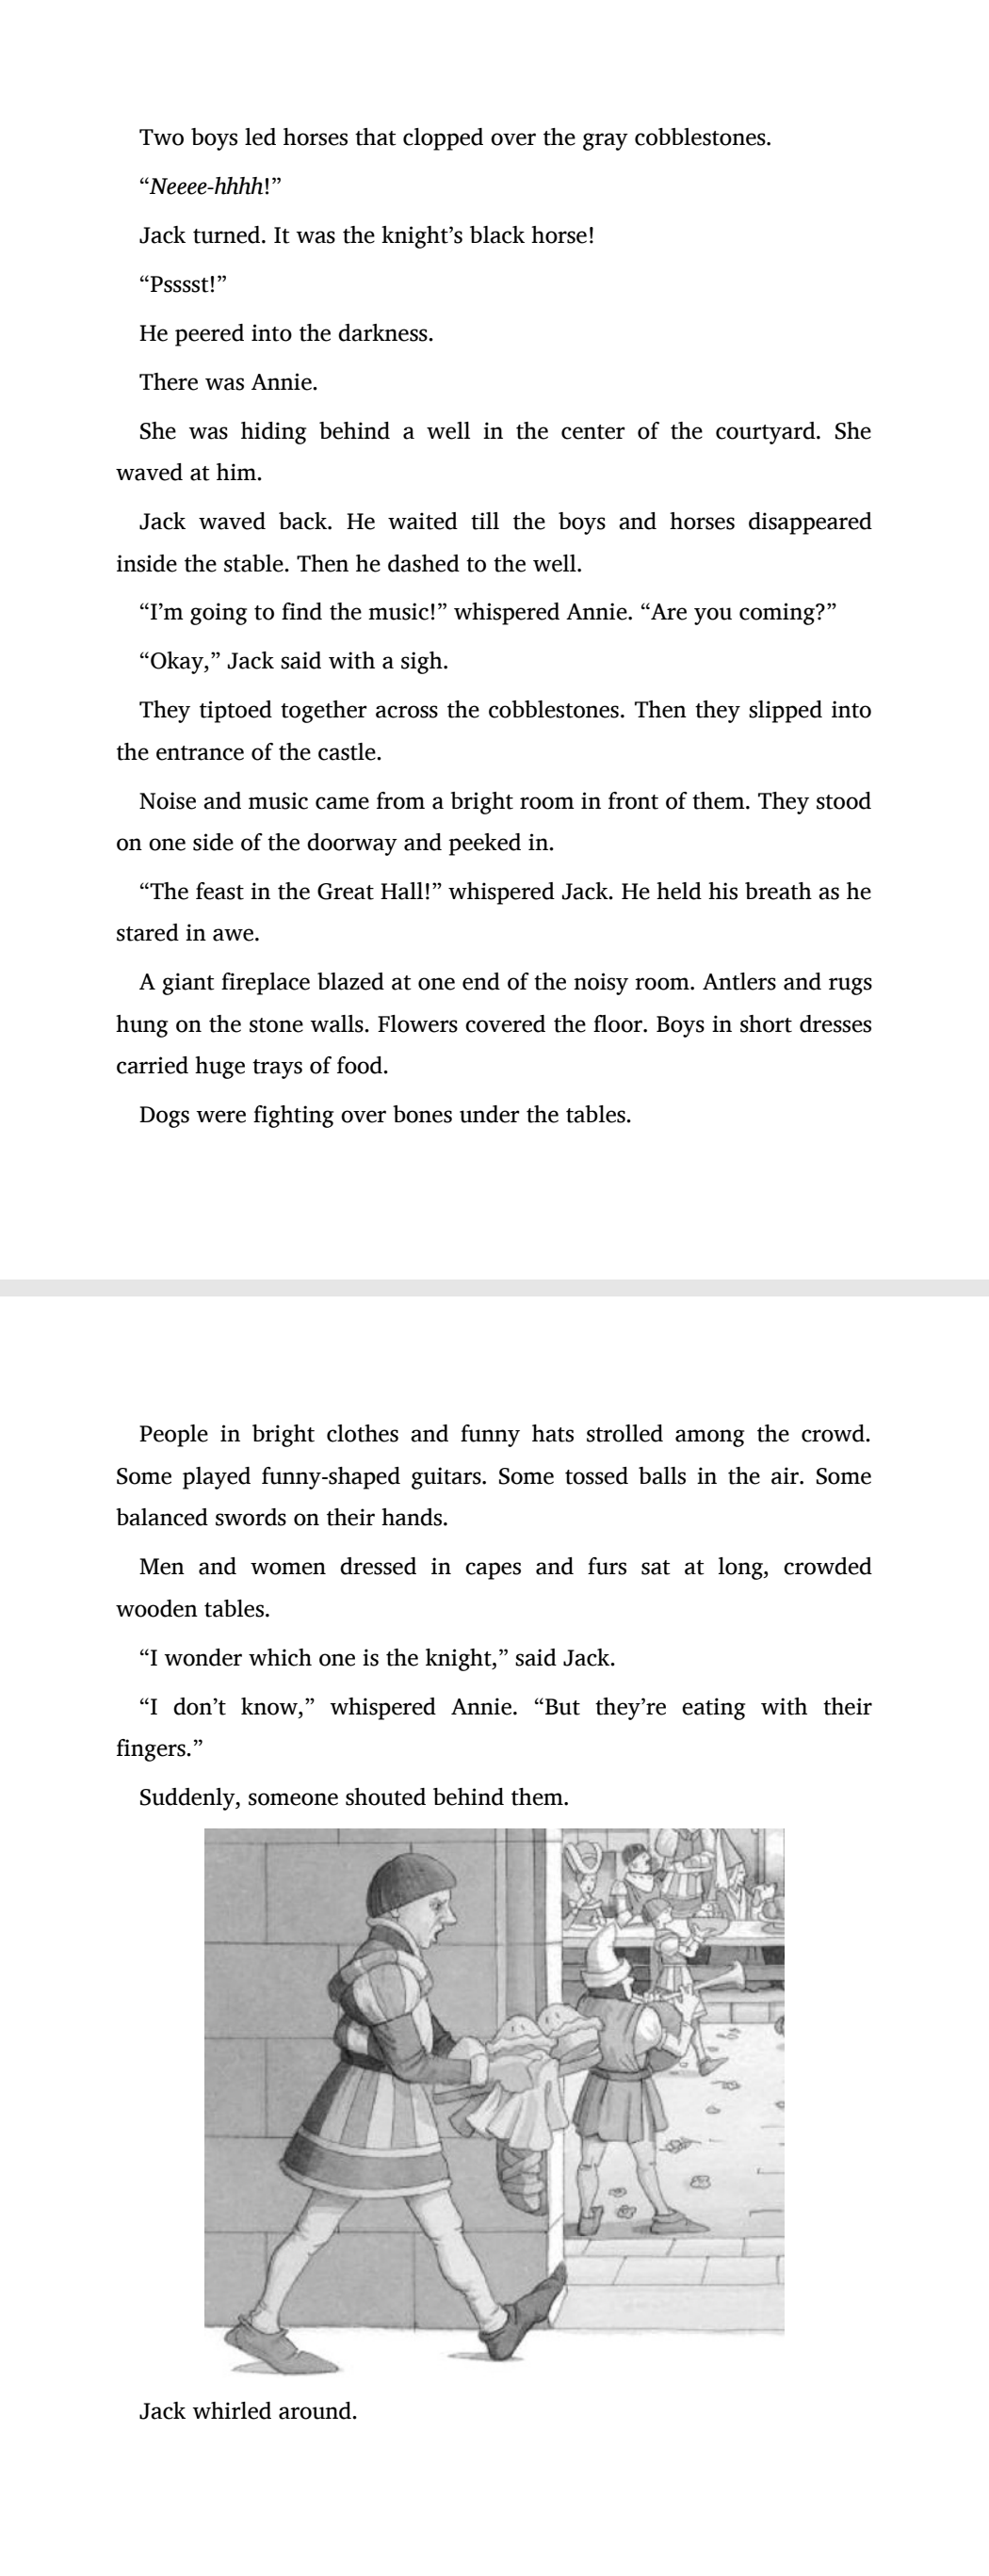 Two boys led horses that clopped over the gray cobblestones.
“Neeee-hhhh!”
Jack turned. It was the knight’s black horse!
“Psssst!”
He peered into the darkness.
There was Annie.
She was hiding behind a well in the center of the courtyard. She
waved at him.
Jack waved back. He waited till the boys and horses disappeared
inside the stable. Then he dashed to the well.
“I’m going to find the music!” whispered Annie. “Are you coming?”
“Okay,” Jack said with a sigh.
They tiptoed together across the cobblestones. Then they slipped into
the entrance of the castle.
Noise and music came from a bright room in front of them. They stood
on one side of the doorway and peeked in.
“The feast in the Great Hall!” whispered Jack. He held his breath as he
stared in awe.
A giant fireplace blazed at one end of the noisy room. Antlers and rugs
hung on the stone walls. Flowers covered the floor. Boys in short dresses
carried huge trays of food.
Dogs were fighting over bones under the tables.
People in bright clothes and funny hats strolled among the crowd.
Some played funny-shaped guitars. Some tossed balls in the air. Some
balanced swords on their hands.
Men and women dressed in capes and furs sat at long, crowded
wooden tables.
“I wonder which one is the knight,” said Jack.
“I don’t know,” whispered Annie. “But they’re eating with their
fingers.”
Suddenly, someone shouted behind them.
Jack whirled around.